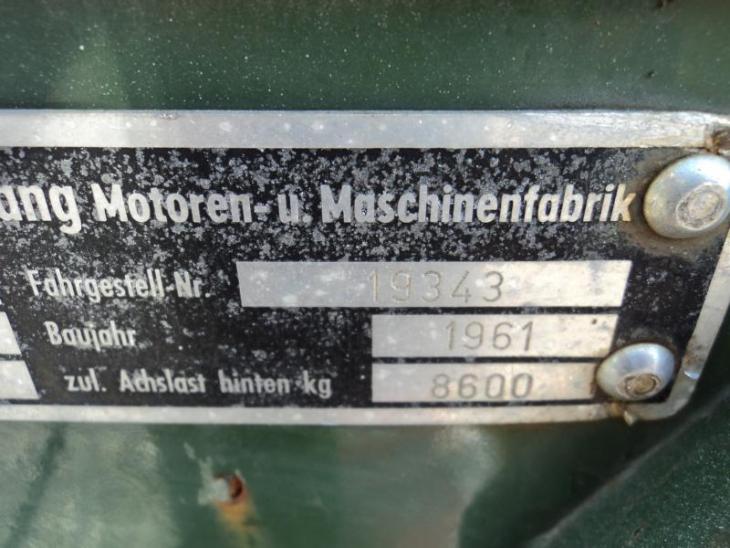 ang Motoren- u. Maschinenfabrik
Fahrgestell-Nr. 19343
Baujahr 1961
zul. Achslast hinten kg 8600